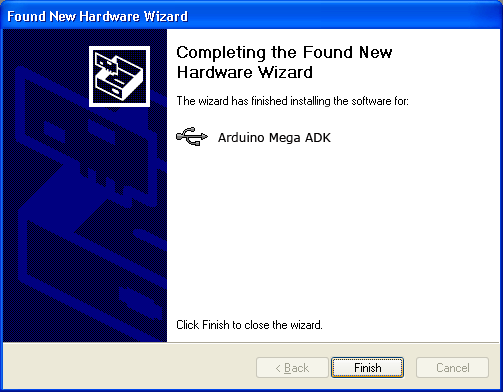 Found New Hardware Wizard
Completing the Found New
Hardware Wizard
The wizard has finished installing the software for:
Arduino Mega ADK
Click Finish to close the wizard.
< Back
Finish
Cancel